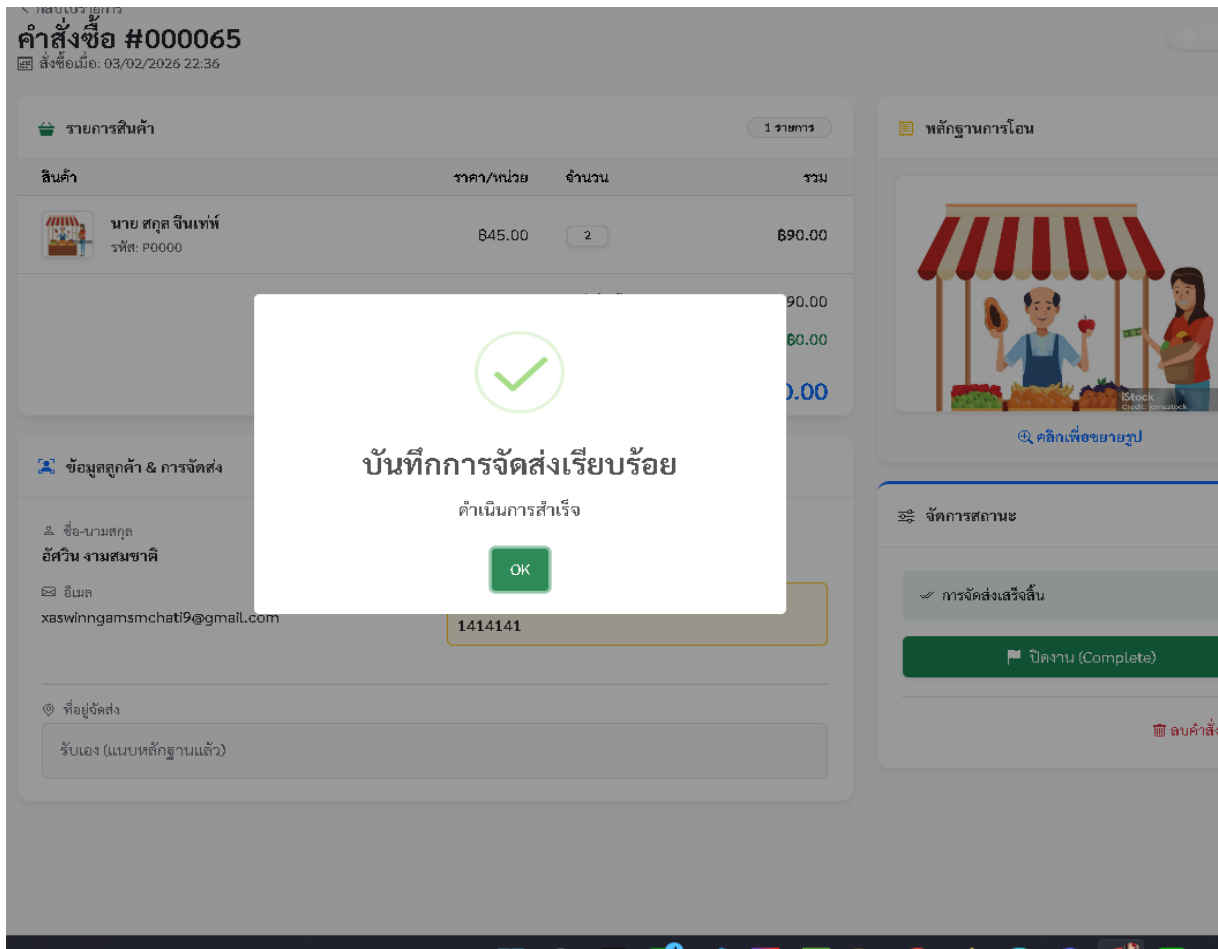 คำสั่งซื้อ #000065
สั่งซื้อเมื่อ: 03/02/2026 22:36
รายการสินค้า
1 รายการ
สินค้า ราคา/หน่วย จำนวน รวม
นาย สกุล จีนเท่ห์
รหัส: P0000
฿45.00 2 ฿90.00
90.00
฿0.00
0.00
บันทึกการจัดส่งเรียบร้อย
ดำเนินการสำเร็จ
OK
ข้อมูลลูกค้า & การจัดส่ง
ชื่อ-นามสกุล
อัศวิน งามสมชาติ
อีเมล
xaswinngamsmchati9@gmail.com
1414141
ที่อยู่จัดส่ง
รับเอง (แนบหลักฐานแล้ว)
หลักฐานการโอน
iStock
Credit: jemastock
คลิกเพื่อขยายรูป
จัดการสถานะ
การจัดส่งเสร็จสิ้น
ปิดงาน (Complete)
ลบคำสั่ง